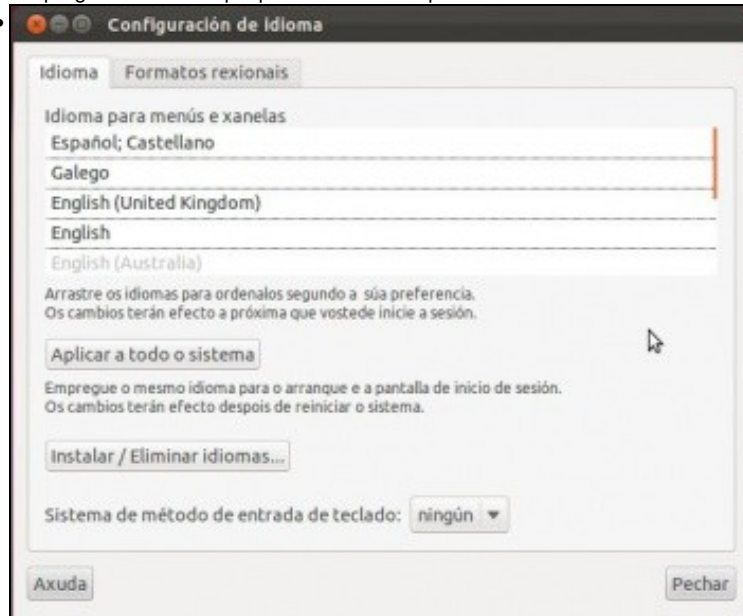 Configuración de idioma
Idioma Formatos rexionais
Idioma para menús e xanelas
Español; Castellano
Galego
English (United Kingdom)
English
English (Australia)
Arrastre os idiomas para ordenalos segundo a súa preferencia.
Os cambios terán efecto a próxima que vostede inicie a sesión.
Aplicar a todo o sistema
Empregue o mesmo idioma para o arranque e a pantalla de inicio de sesión.
Os cambios terán efecto despois de reiniciar o sistema.
Instalar / Eliminar idiomas...
Sistema de método de entrada de teclado: ningún
Axuda Pechar